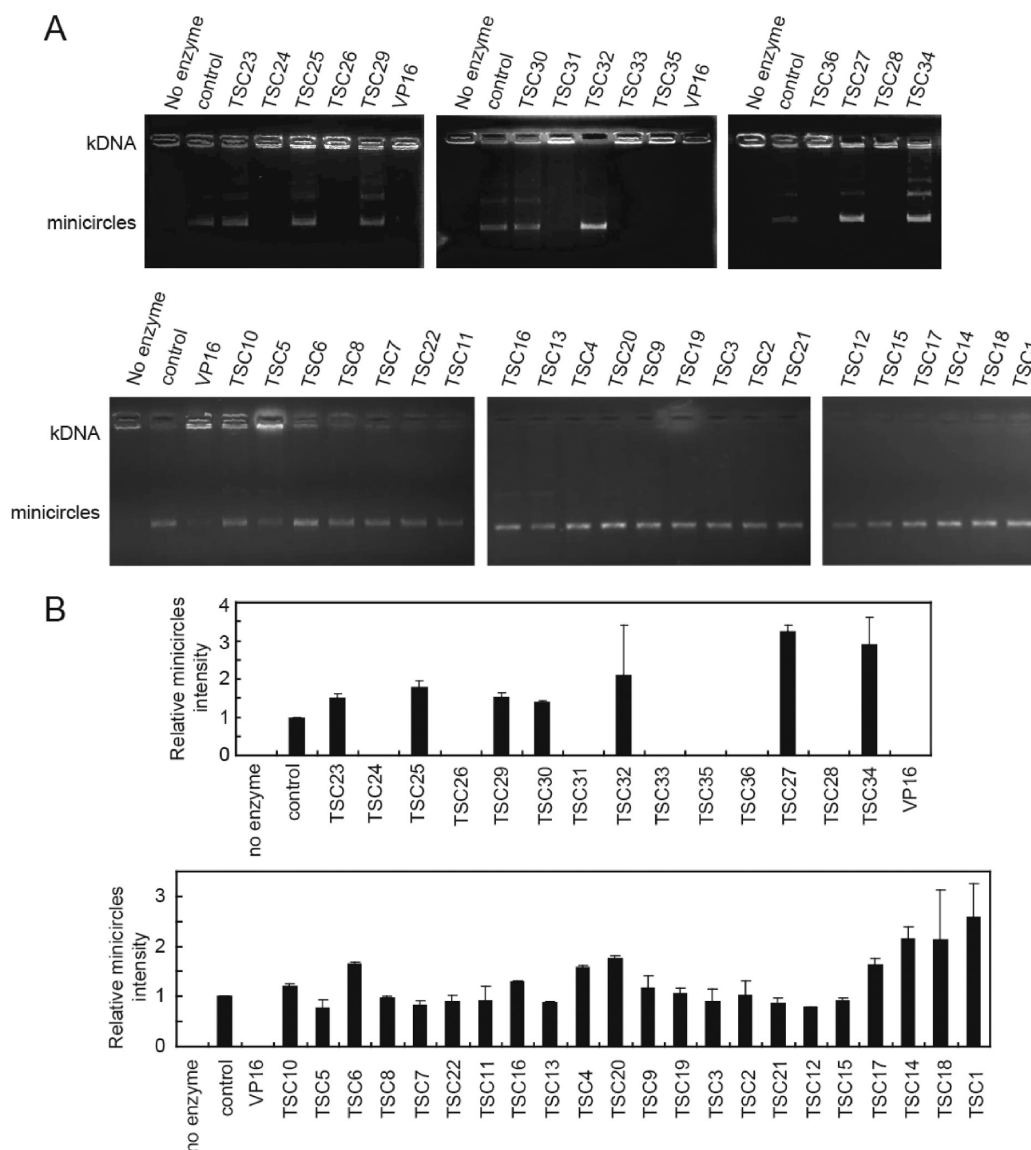 A
No enzyme control TSC23 TSC24 TSC25 TSC26 TSC29 VP16
No enzyme control TSC30 TSC31 TSC32 TSC33 TSC35 VP16
No enzyme control TSC36 TSC27 TSC28 TSC34
kDNA
minicircles
No enzyme control VP16 TSC10 TSC5 TSC6 TSC8 TSC7 TSC22 TSC11
TSC16 TSC13 TSC4 TSC20 TSC9 TSC19 TSC3 TSC2 TSC21
TSC12 TSC15 TSC17 TSC14 TSC18 TSC1
kDNA
minicircles
B
Relative minicircles
intensity
4
3
2
1
0
no enzyme control TSC23 TSC24 TSC25 TSC26 TSC29 TSC30 TSC31 TSC32 TSC33 TSC35 TSC36 TSC27 TSC28 TSC34 VP16
Relative minicircles
intensity
3
2
1
0
no enzyme control VP16 TSC10 TSC5 TSC6 TSC8 TSC7 TSC22 TSC11 TSC16 TSC13 TSC4 TSC20 TSC9 TSC19 TSC3 TSC2 TSC21 TSC12 TSC15 TSC17 TSC14 TSC18 TSC1